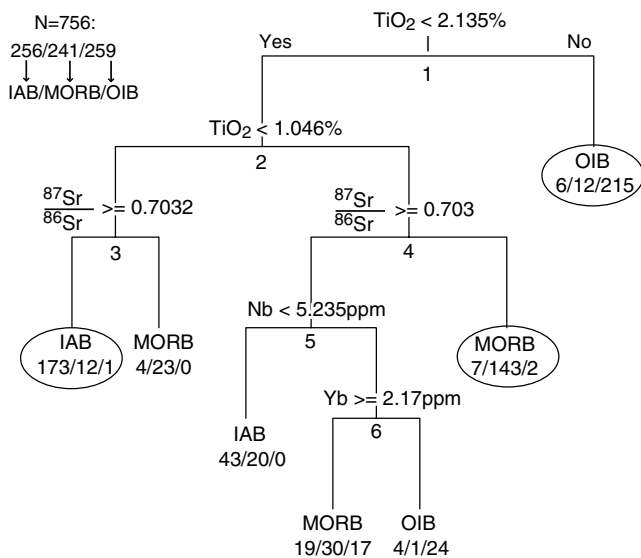 N=756:
256/241/259
IAB/MORB/OIB
TiO2 < 2.135%
Yes
No
1
TiO2 < 1.046%
2
OIB
6/12/215
87Sr
86Sr
>= 0.7032
3
87Sr
86Sr
>= 0.703
4
IAB
173/12/1
MORB
4/23/0
Nb < 5.235ppm
5
MORB
7/143/2
IAB
43/20/0
Yb >= 2.17ppm
6
MORB
19/30/17
OIB
4/1/24